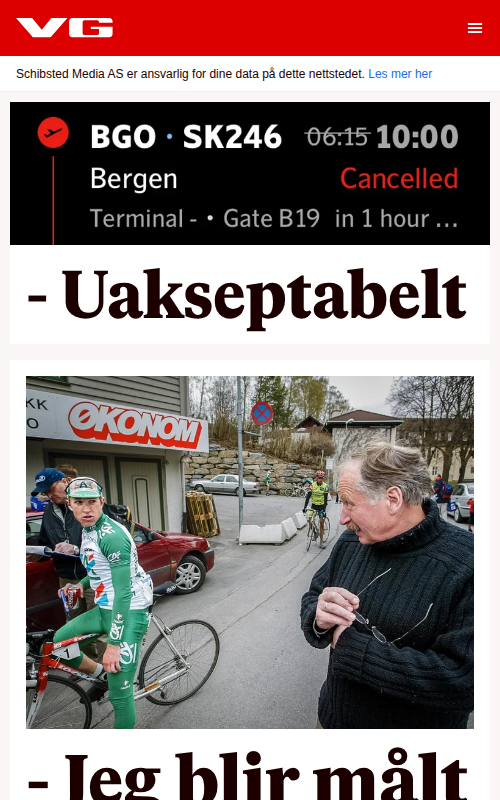 VG
Schibsted Media AS er ansvarlig for dine data på dette nettstedet. Les mer her
BGO • SK246 06:15 10:00
Bergen Cancelled
Terminal - • Gate B19 in 1 hour ...
- Uakseptabelt
KK
O
ØKONOM
1
- Jeg blir målt